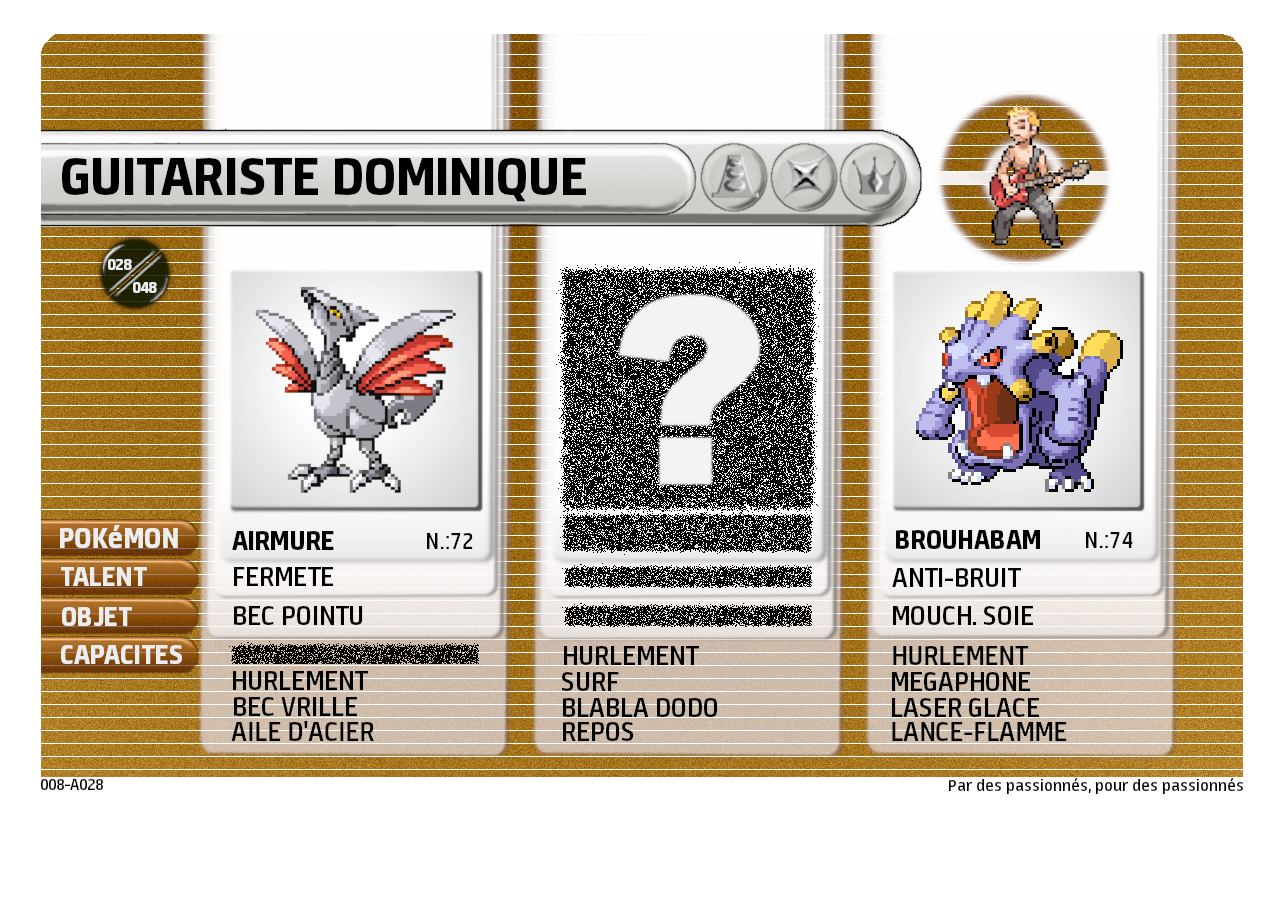 GUITARISTE DOMINIQUE
028
048
?
POKéMON
AIRMURE N.:72
BROUHABAM N.:74
TALENT
FERMETE
ANTI-BRUIT
OBJET
BEC POINTU
MOUCH. SOIE
CAPACITES
HURLEMENT
BEC VRILLE
AILE D'ACIER
HURLEMENT
SURF
BLABLA DODO
REPOS
HURLEMENT
MEGAPHONE
LASER GLACE
LANCE-FLAMME
008-A028
Par des passionnés, pour des passionnés